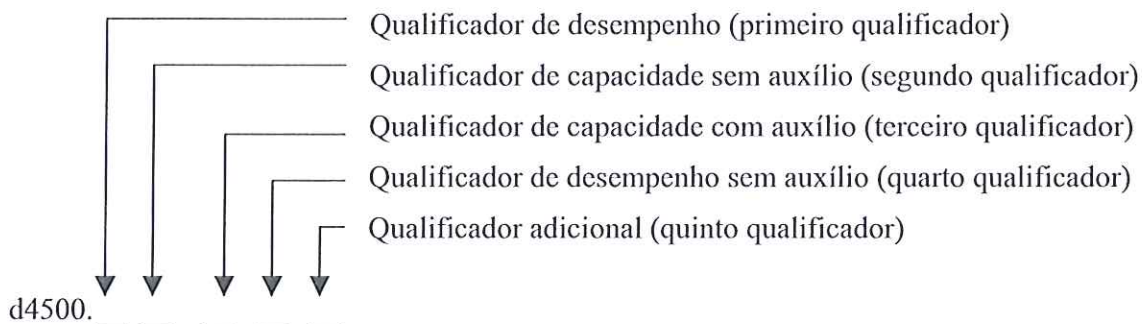 Qualificador de desempenho (primeiro qualificador)
Qualificador de capacidade sem auxílio (segundo qualificador)
Qualificador de capacidade com auxílio (terceiro qualificador)
Qualificador de desempenho sem auxílio (quarto qualificador)
Qualificador adicional (quinto qualificador)
d4500.